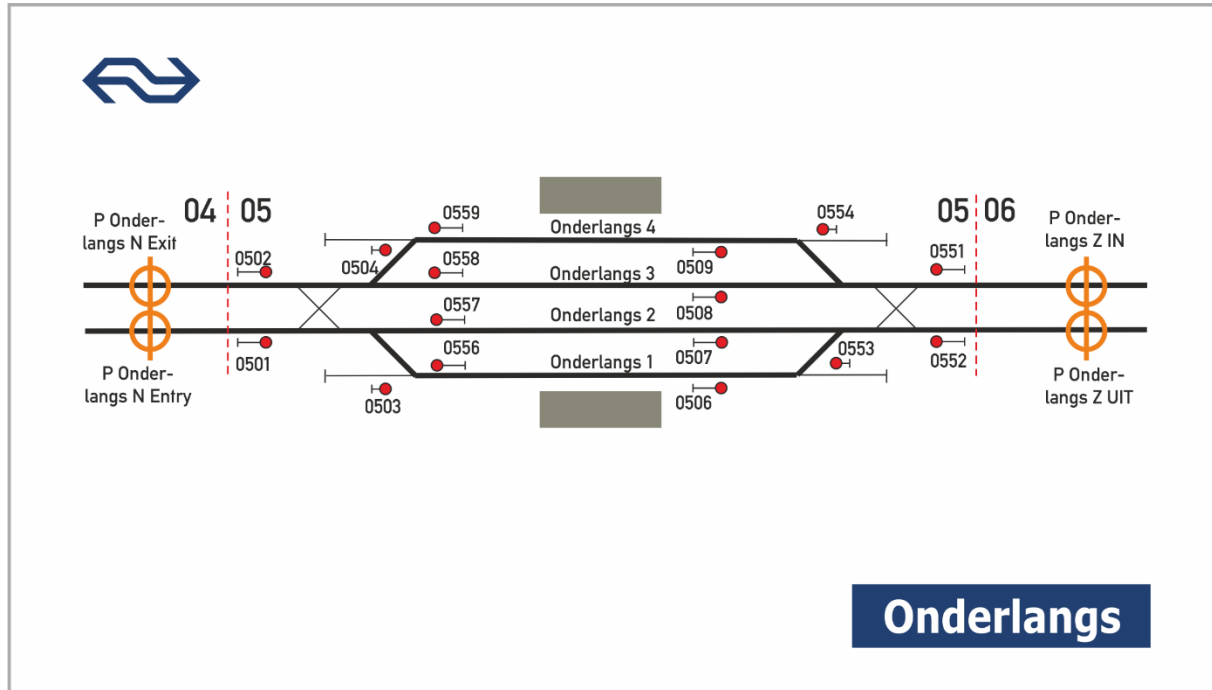 P Onder-
langs N Exit
04 05
0502
0504
0559
0558
0557
0556
Onderlangs 4
Onderlangs 3
Onderlangs 2
Onderlangs 1
0554
0509
0508
0507
0506
0553
0551
05 06
P Onder-
langs Z IN
0501
0503
0552
P Onder-
langs N Entry
P Onder-
langs Z UIT
Onderlangs